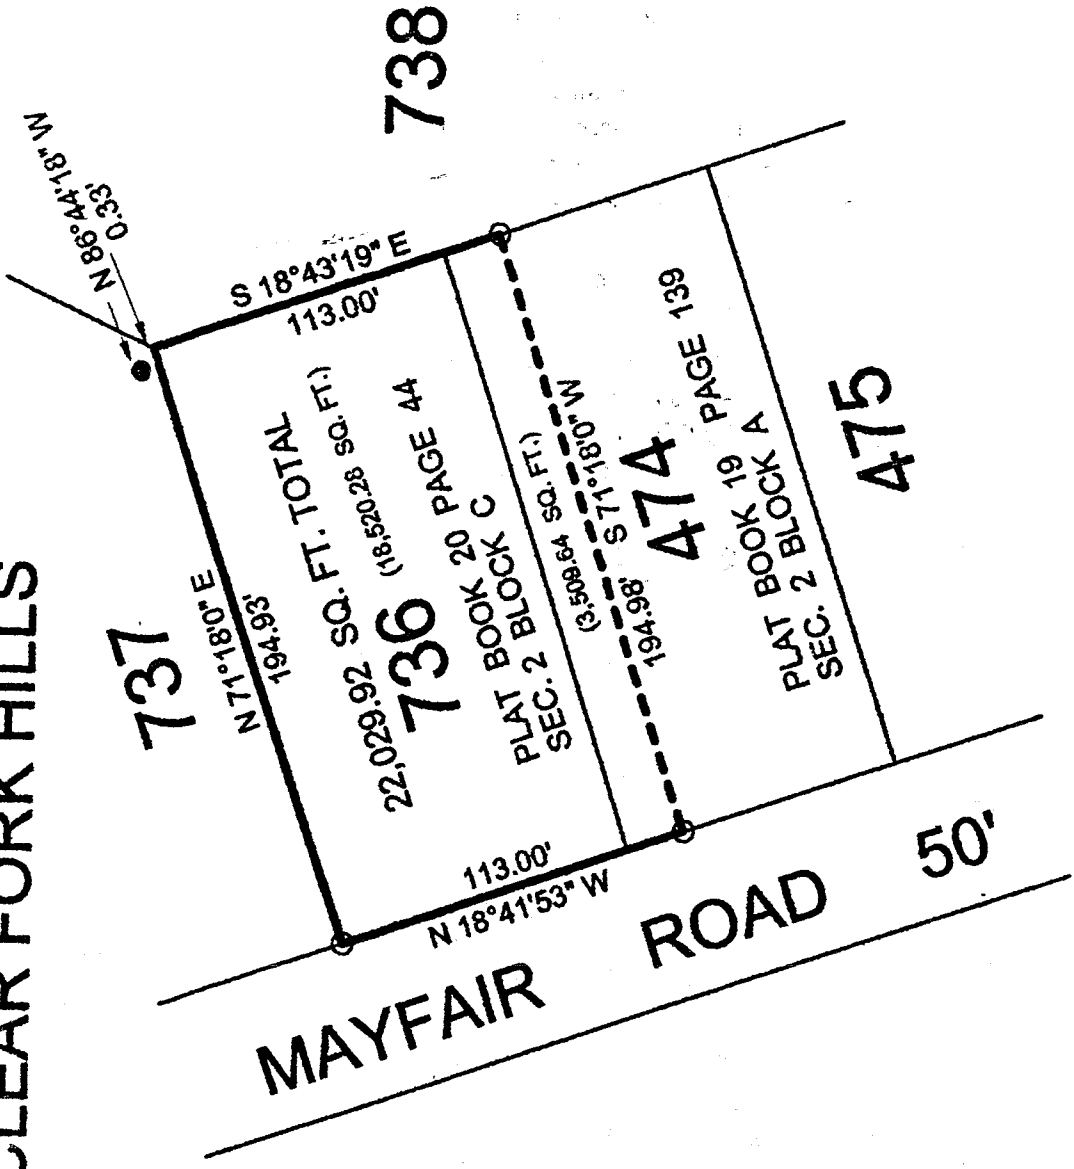 CLEAR FORK HILLS
738
N 86°44'18" W
0.33'
737
N 71°18'0" E
194.93'
S 18°43'19" E
113.00'
22,029.92 SQ. FT. TOTAL
736 (18,520.28 SQ. FT.)
PLAT BOOK 20 PAGE 44
SEC. 2 BLOCK C
(3,509.64 SQ. FT.)
194.98' S 71°18'0" W
474
PLAT BOOK 19 PAGE 139
SEC. 2 BLOCK A
475
113.00'
N 18°41'53" W
MAYFAIR ROAD 50'